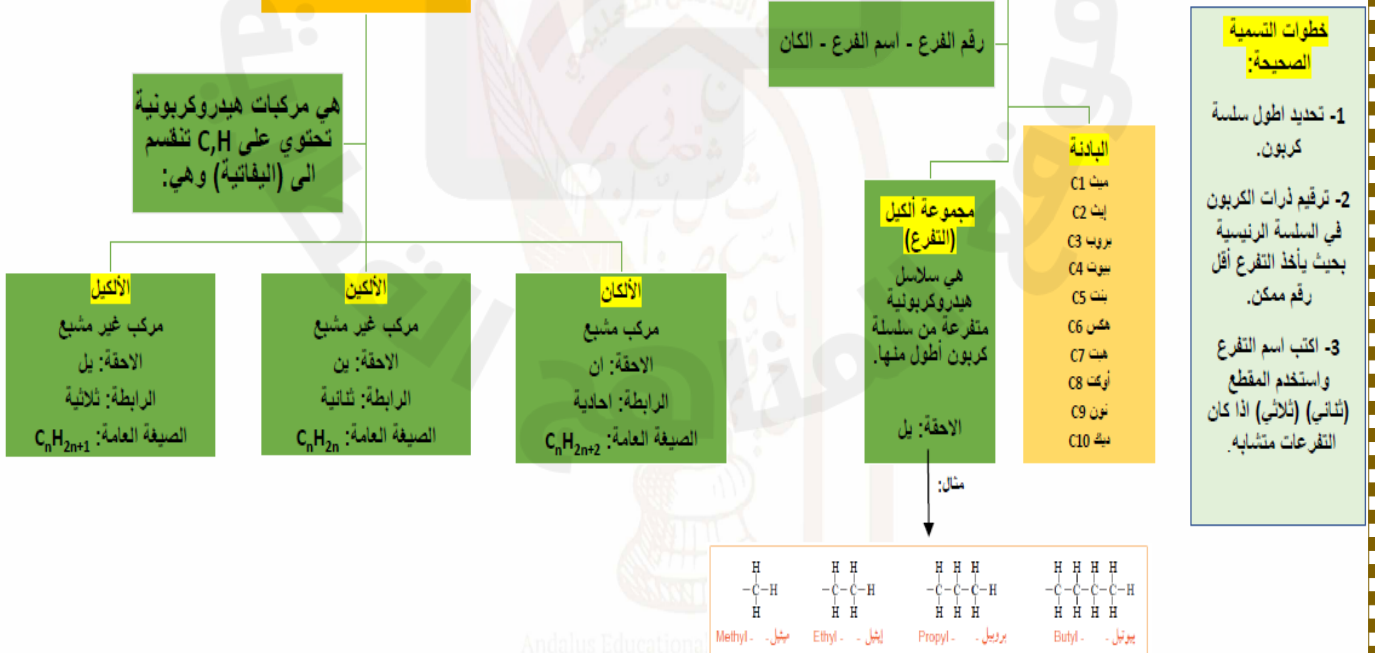 خطوات التسمية
الصحيحة:
1- تحديد اطول سلسة
كربون.
2- ترقيم ذرات الكربون
في السلسة الرئيسية
بحيث يأخذ التفرع أقل
رقم ممكن.
3- اكتب اسم التفرع
واستخدم المقطع
(ثنائي) (ثلاثي) اذا كان
التفرعات متشابه.
رقم الفرع - اسم الفرع - الكان
البادئة
ميث C1
إيث C2
بروب C3
بيوت C4
بنت C5
هكس C6
هبت C7
أوكت C8
نون C9
ديك C10
مجموعة ألكيل
(التفرع)
هي سلاسل
هيدروكربونية
متفرعة من سلسلة
كربون أطول منها.
الاحقة: يل
مثال:
H
-C-H
H
Methyl - ميثيل -
H H
-C-C-H
H H
Ethyl - إيثيل -
H H H
-C-C-C-H
H H H
Propyl - بروبيل -
H H H H
-C-C-C-C-H
H H H H
Butyl - بيوتيل -
هي مركبات هيدروكربونية
تحتوي على C,H تنقسم
الى (اليفاتية) وهي:
الألكان
مركب مشبع
الاحقة: ان
الرابطة: احادية
الصيغة العامة: CnH2n+2
الألكين
مركب غير مشبع
الاحقة: ين
الرابطة: ثنائية
الصيغة العامة: CnH2n
الألكيل
مركب غير مشبع
الاحقة: يل
الرابطة: ثلاثية
الصيغة العامة: CnH2n+1
Andalus Educational